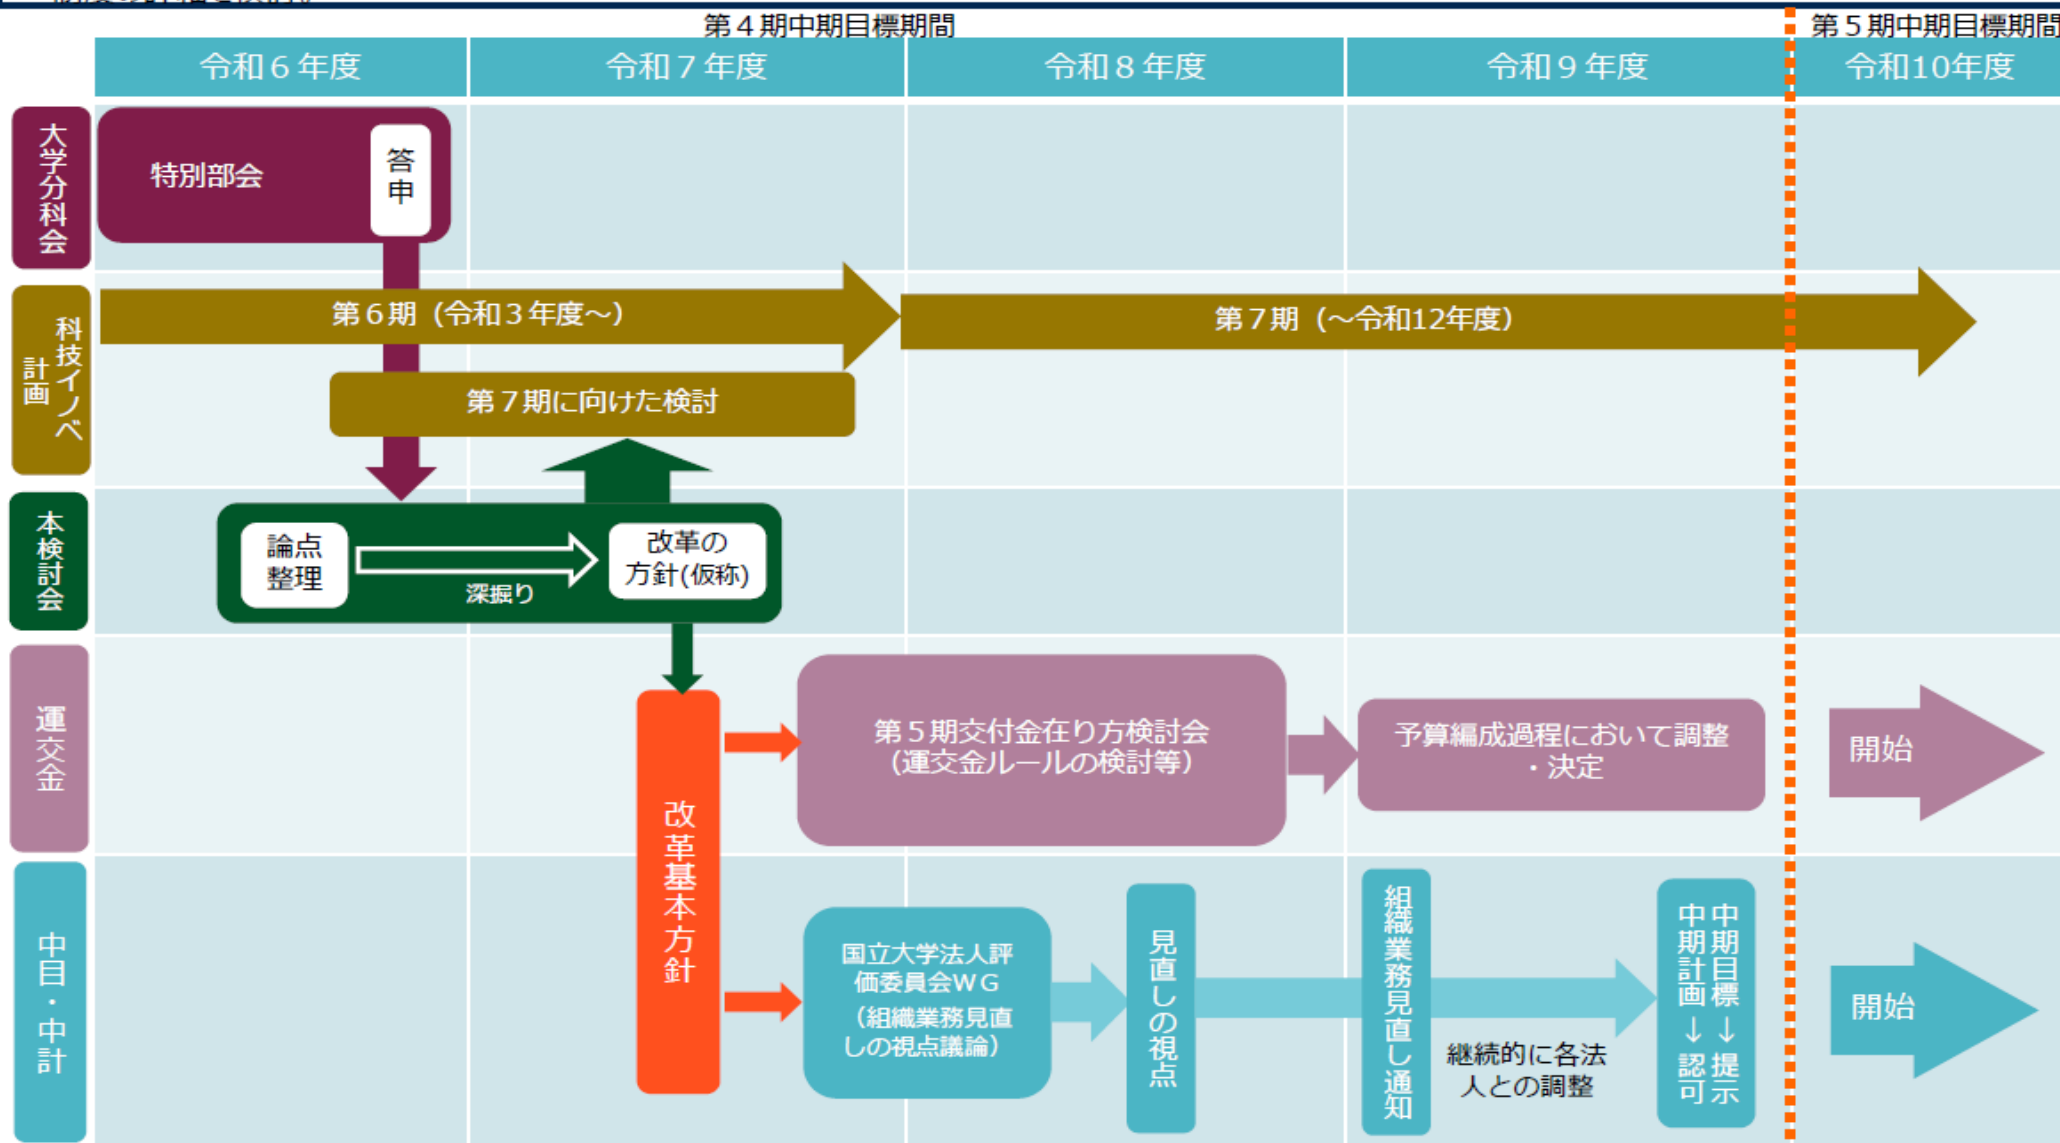 第４期中期目標期間
第５期中期目標期間
令和６年度
令和７年度
令和８年度
令和９年度
令和10年度
大学分科会
特別部会
答申
科技イノベ
計画
第６期（令和３年度～）
第７期（～令和12年度）
第７期に向けた検討
本検討会
論点
整理
深掘り
改革の
方針(仮称)
運交金
改革基本方針
第５期交付金在り方検討会
(運交金ルールの検討等)
予算編成過程において調整
・決定
開始
中目・中計
国立大学法人評
価委員会ＷＧ
（組織業務見直
しの視点議論）
見直しの視点
組織業務見直し通知
継続的に各法
人との調整
中期目標→提示
中期計画→認可
開始